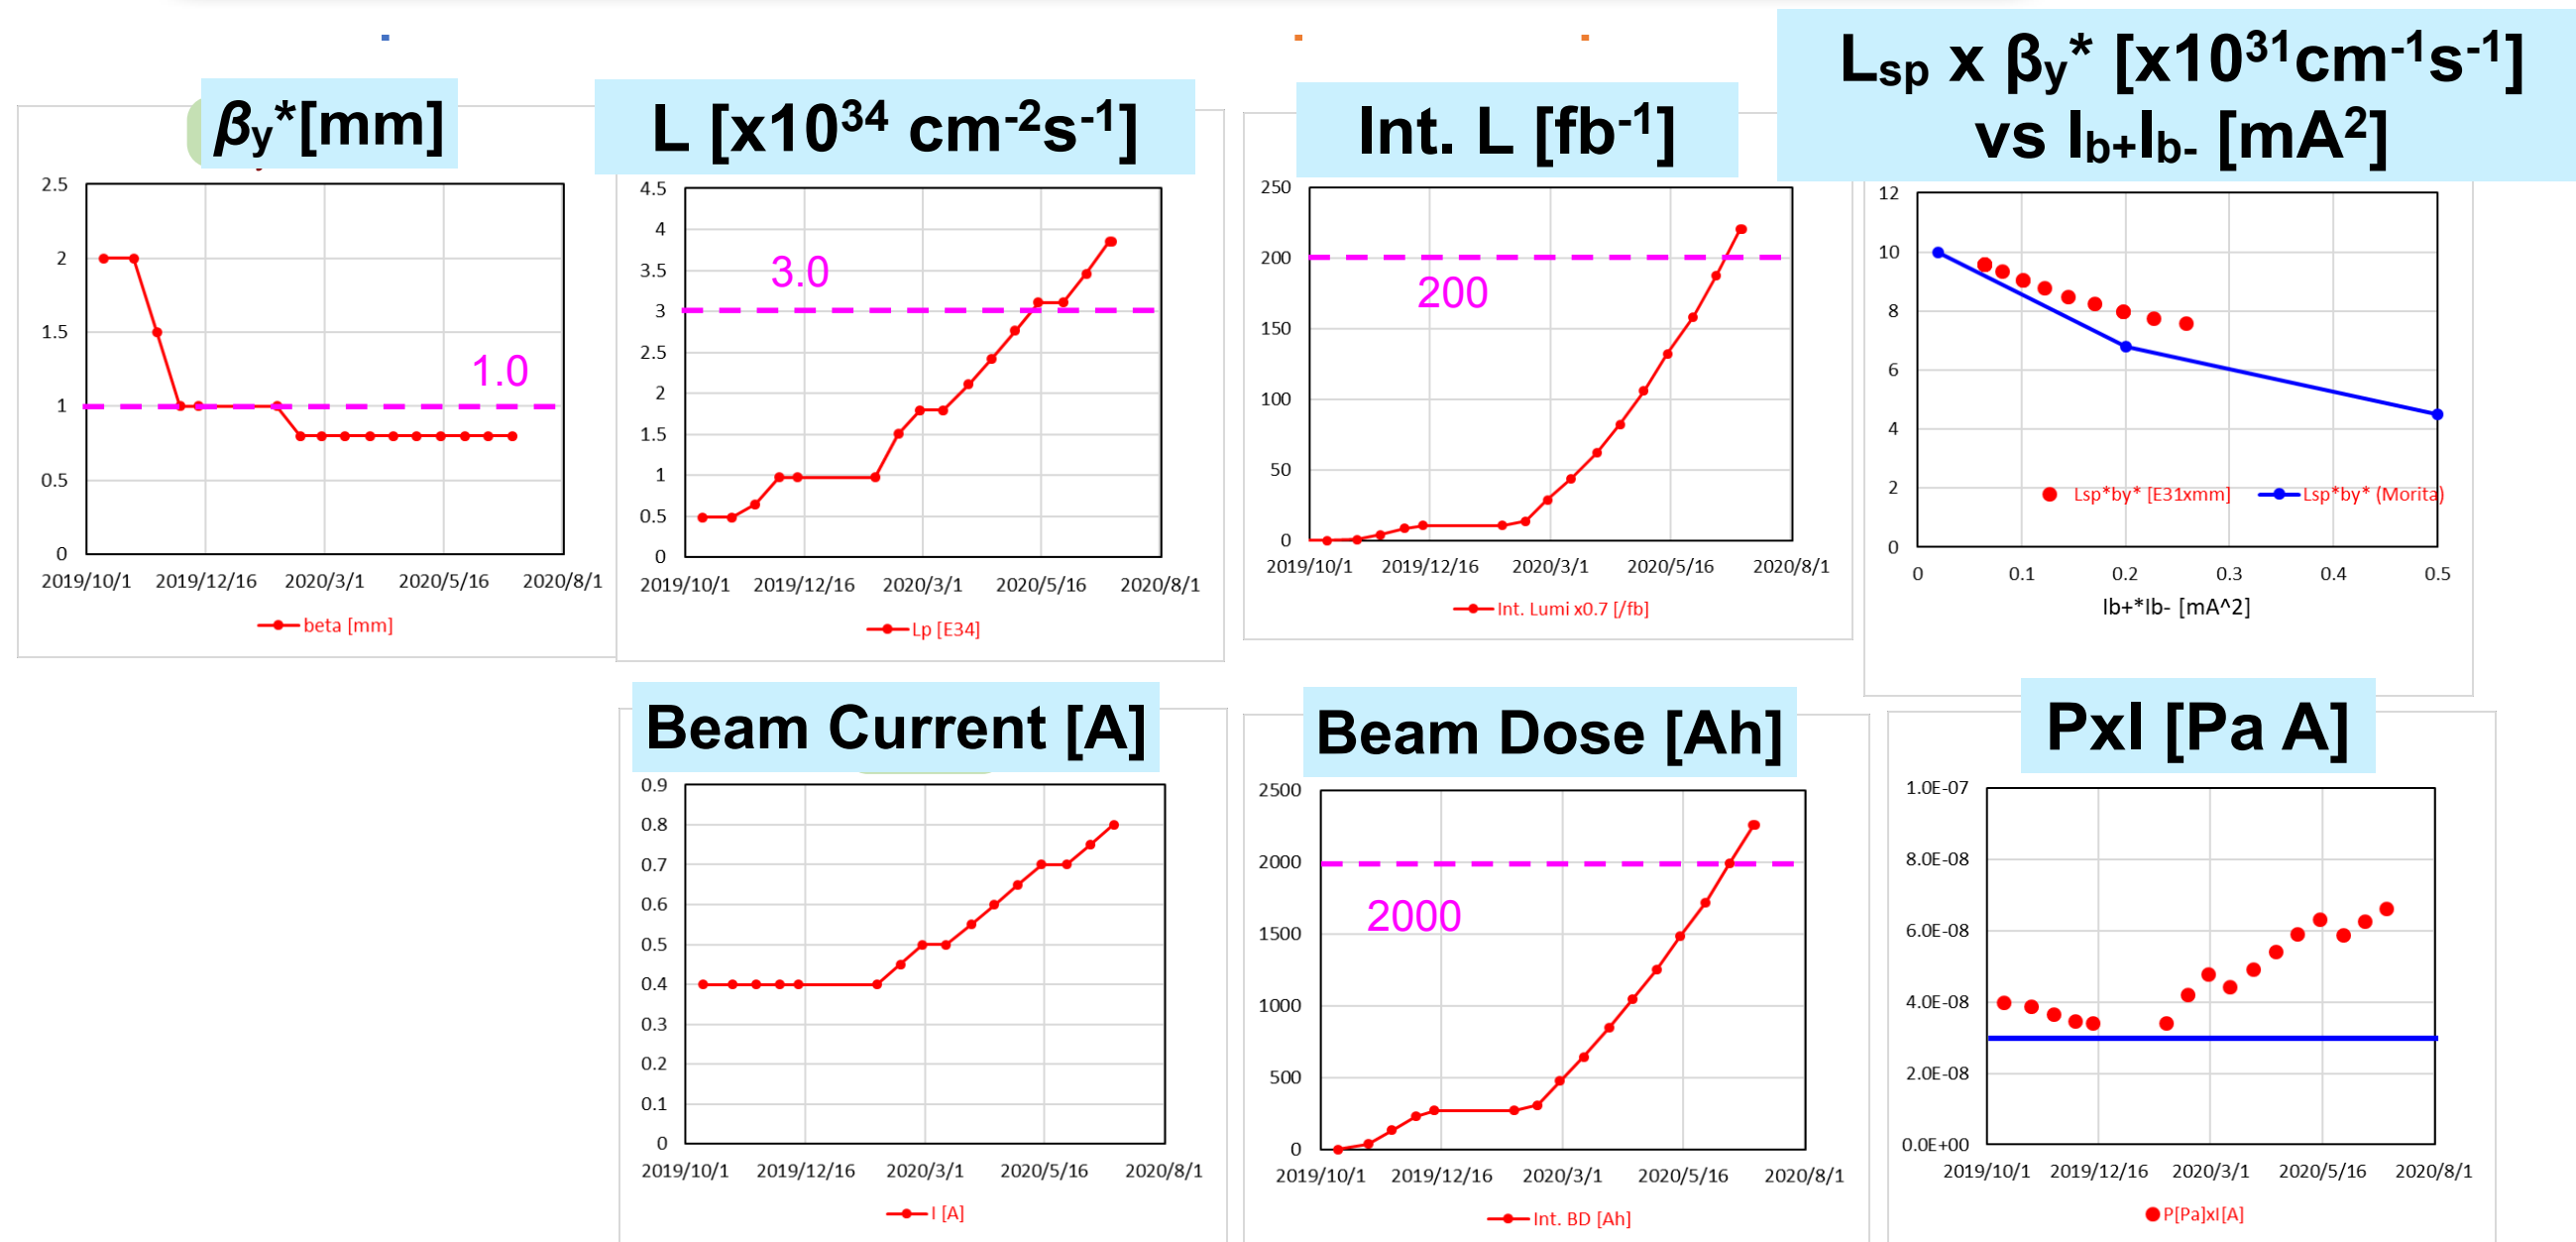 βy*[mm]
2.5
2
1.5
1
0.5
0
1.0
2019/10/1 2019/12/16 2020/3/1 2020/5/16 2020/8/1
beta [mm]
L [x10³⁴ cm⁻²s⁻¹]
4.5
4
3.5
3
2.5
2
1.5
1
0.5
0
3.0
2019/10/1 2019/12/16 2020/3/1 2020/5/16 2020/8/1
Lp [E34]
Int. L [fb⁻¹]
250
200
150
100
50
0
200
2019/10/1 2019/12/16 2020/3/1 2020/5/16 2020/8/1
Int. Lumi x0.7 [/fb]
Lsp x βy* [x10³¹cm⁻¹s⁻¹]
vs Ib+Ib- [mA²]
12
10
8
6
4
2
0
Lsp*by* [E31xmm] Lsp*by* (Morita)
0 0.1 0.2 0.3 0.4 0.5
Ib+*Ib- [mA^2]
Beam Current [A]
0.9
0.8
0.7
0.6
0.5
0.4
0.3
0.2
0.1
0
2019/10/1 2019/12/16 2020/3/1 2020/5/16 2020/8/1
I [A]
Beam Dose [Ah]
2500
2000
1500
1000
500
0
2000
2019/10/1 2019/12/16 2020/3/1 2020/5/16 2020/8/1
Int. BD [Ah]
PxI [Pa A]
1.0E-07
8.0E-08
6.0E-08
4.0E-08
2.0E-08
0.0E+00
2019/10/1 2019/12/16 2020/3/1 2020/5/16 2020/8/1
P[Pa]xI[A]